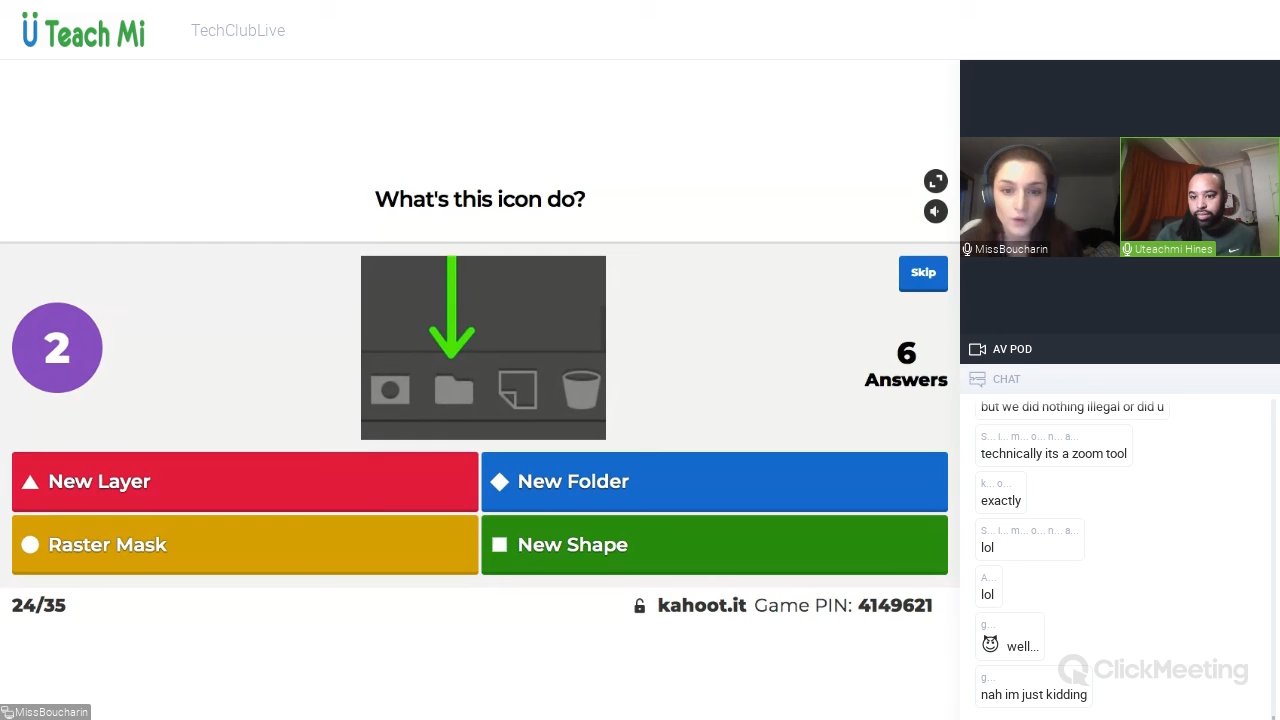 Ü Teach Mi
TechClubLive
What's this icon do?
Skip
2
6
Answers
New Layer
New Folder
Raster Mask
New Shape
24/35
kahoot.it Game PIN: 4149621
MissBoucharin
MissBoucharin
Uteachmi Hines
AV POD
CHAT
but we did nothing illegal or did u
S... i... m... o... n... a...
technically its a zoom tool
k... o...
exactly
S... i... m... o... n... a...
lol
A...
lol
g...
😈 well...
g...
nah im just kidding
ClickMeeting